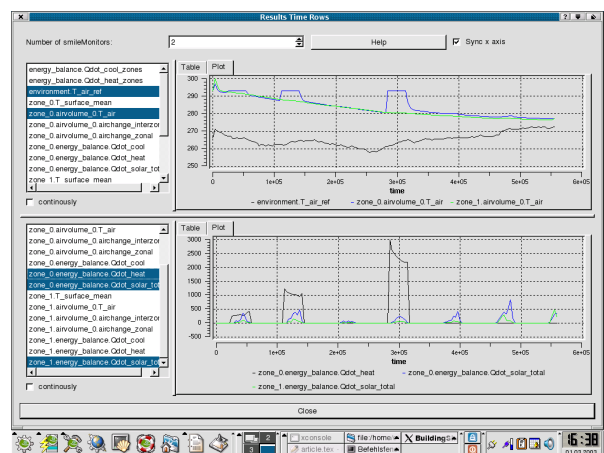 Results Time Rows
Number of smileMonitors:
2
Help
Sync x axis
energy_balance.Qdot_cool_zones
energy_balance.Qdot_heat_zones
environment.T_air_ref
zone_0.T_surface_mean
zone_0.airvolume_0.T_air
zone_0.airvolume_0.airchange_interzor
zone_0.airvolume_0.airchange_zonal
zone_0.energy_balance.Qdot_cool
zone_0.energy_balance.Qdot_heat
zone_0.energy_balance.Qdot_solar_tot
zone_1.T_surface_mean
continously
Table
Plot
300
290
280
270
260
250
0
1e+05
2e+05
3e+05
4e+05
5e+05
6e+05
time
environment.T_air_ref
zone_0.airvolume_0.T_air
zone_1.airvolume_0.T_air
zone_0.airvolume_0.T_air
zone_0.airvolume_0.airchange_interzor
zone_0.airvolume_0.airchange_zonal
zone_0.energy_balance.Qdot_cool
zone_0.energy_balance.Qdot_heat
zone_0.energy_balance.Qdot_solar_tot
zone_1.T_surface_mean
zone_1.airvolume_0.T_air
zone_1.airvolume_0.airchange_interzor
zone_1.airvolume_0.airchange_zonal
zone_1.energy_balance.Qdot_cool
zone_1.energy_balance.Qdot_heat
zone_1.energy_balance.Qdot_solar_tot
continously
Table
Plot
3000
2500
2000
1500
1000
500
0
-500
0
1e+05
2e+05
3e+05
4e+05
5e+05
6e+05
time
zone_0.energy_balance.Qdot_heat
zone_0.energy_balance.Qdot_solar_total
zone_1.energy_balance.Qdot_solar_total
Close
2
3
xconsole
article.tex
file:/home/
Befehlsfen
BuildingS
16:38